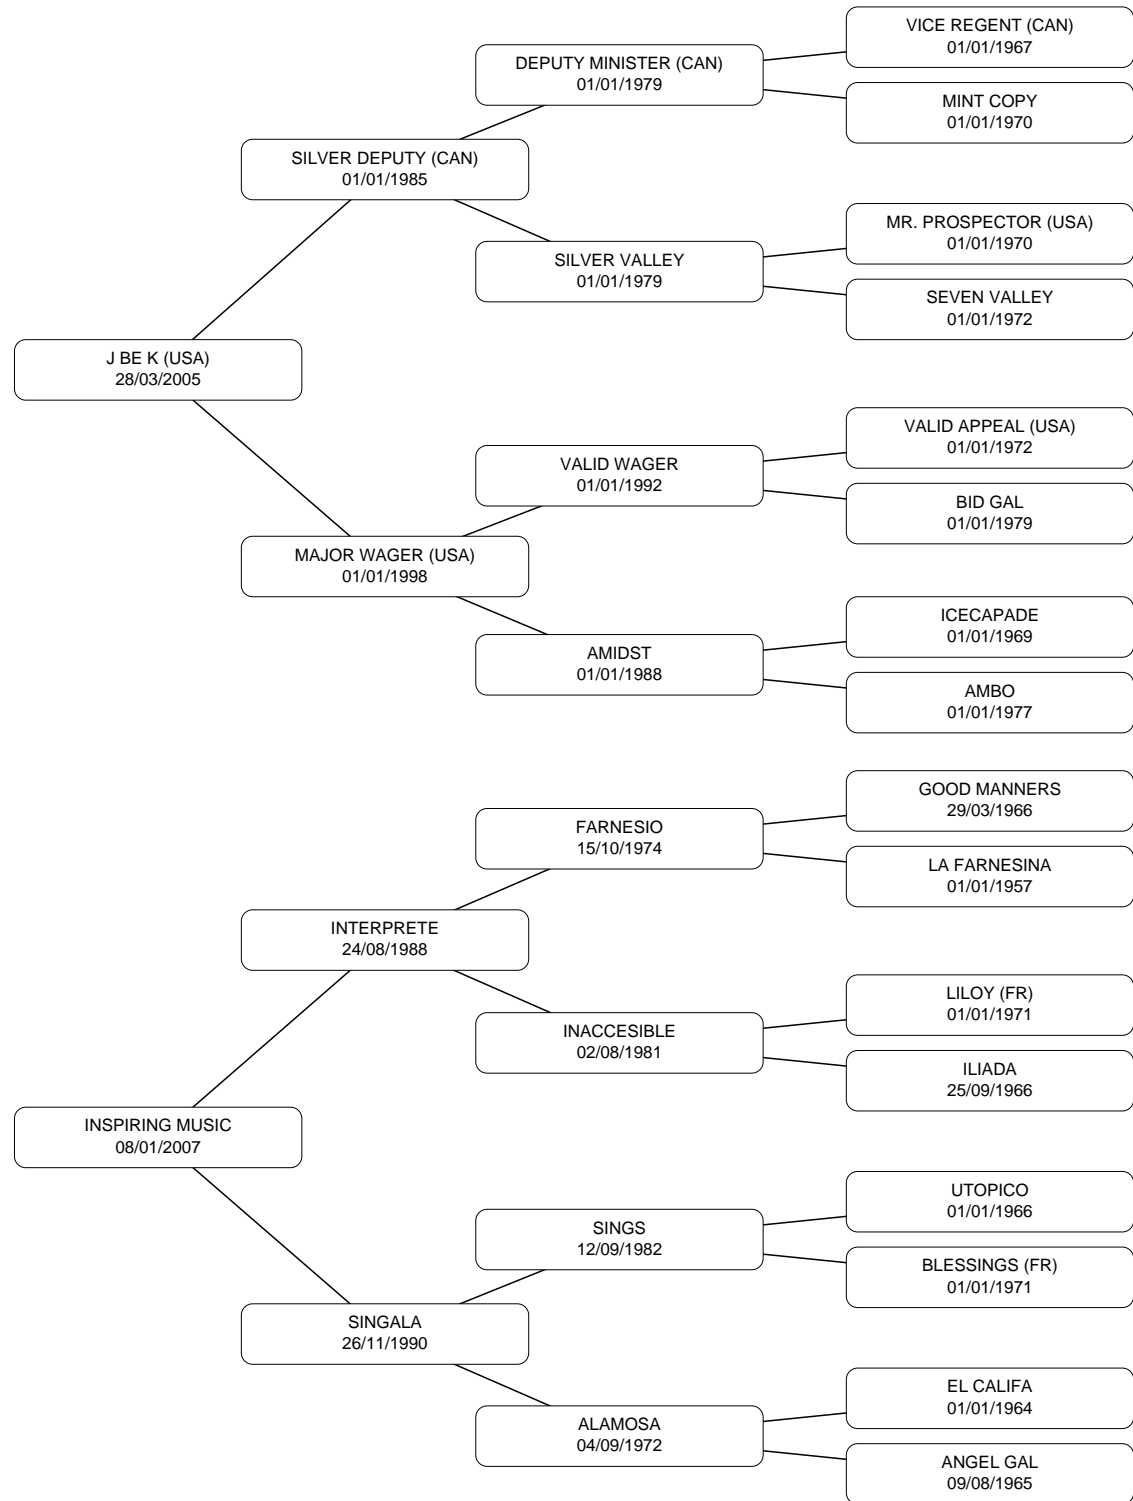 VICE REGENT (CAN)
01/01/1967
DEPUTY MINISTER (CAN)
01/01/1979
MINT COPY
01/01/1970
SILVER DEPUTY (CAN)
01/01/1985
MR. PROSPECTOR (USA)
01/01/1970
SILVER VALLEY
01/01/1979
SEVEN VALLEY
01/01/1972
J BE K (USA)
28/03/2005
VALID APPEAL (USA)
01/01/1972
VALID WAGER
01/01/1992
BID GAL
01/01/1979
MAJOR WAGER (USA)
01/01/1998
ICECAPADE
01/01/1969
AMIDST
01/01/1988
AMBO
01/01/1977
GOOD MANNERS
29/03/1966
FARNESIO
15/10/1974
LA FARNESINA
01/01/1957
INTERPRETE
24/08/1988
LILOY (FR)
01/01/1971
INACCESIBLE
02/08/1981
ILIADA
25/09/1966
INSPIRING MUSIC
08/01/2007
UTOPICO
01/01/1966
SINGS
12/09/1982
BLESSINGS (FR)
01/01/1971
SINGALA
26/11/1990
EL CALIFA
01/01/1964
ALAMOSA
04/09/1972
ANGEL GAL
09/08/1965